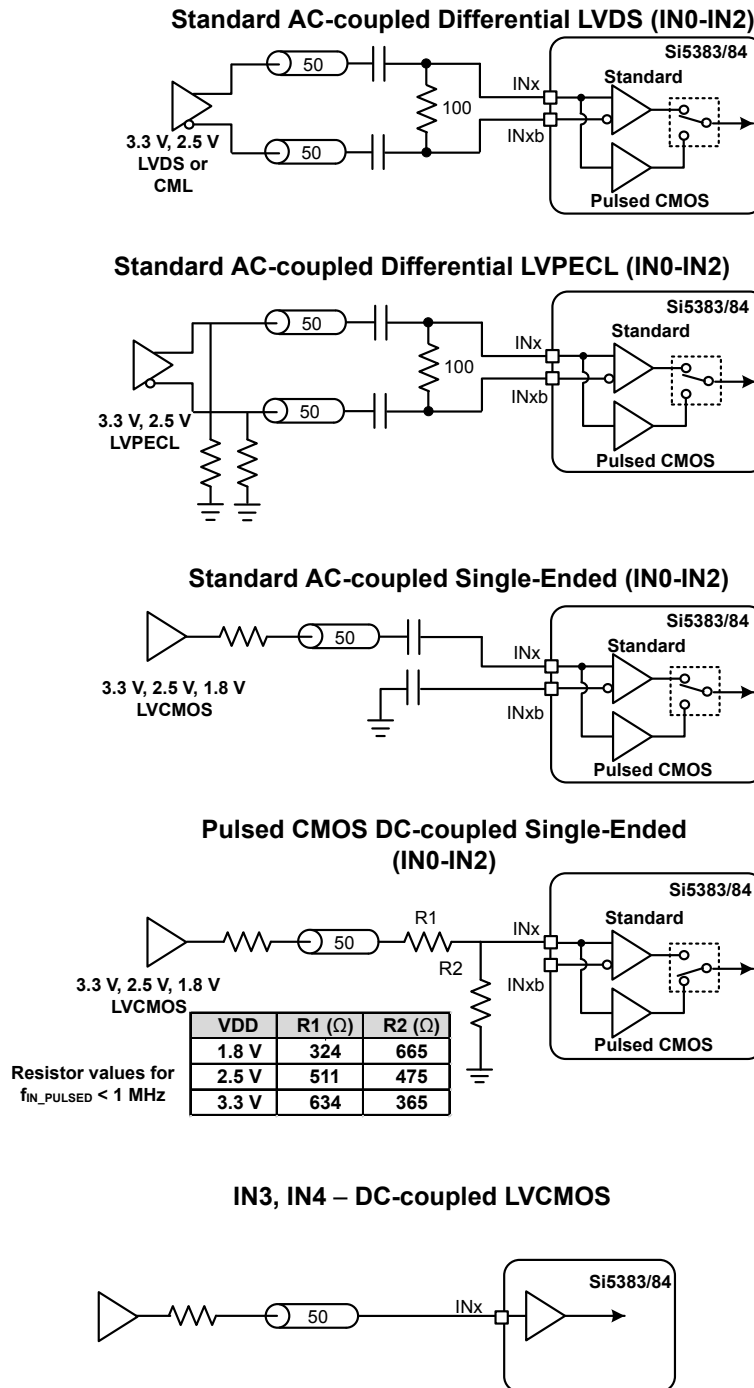 Standard AC-coupled Differential LVDS (IN0-IN2)
Si5383/84
50
INx
Standard
100
3.3 V, 2.5 V
LVDS or
CML
50
INxb
Pulsed CMOS
Standard AC-coupled Differential LVPECL (IN0-IN2)
Si5383/84
50
INx
Standard
100
50
INxb
3.3 V, 2.5 V
LVPECL
Pulsed CMOS
Standard AC-coupled Single-Ended (IN0-IN2)
Si5383/84
50
INx
Standard
3.3 V, 2.5 V, 1.8 V
LVCMOS
INxb
Pulsed CMOS
Pulsed CMOS DC-coupled Single-Ended
(IN0-IN2)
Si5383/84
R1
INx
Standard
50
R2
INxb
3.3 V, 2.5 V, 1.8 V
LVCMOS
Pulsed CMOS
VDD R1 (Ω) R2 (Ω)
1.8 V 324 665
2.5 V 511 475
3.3 V 634 365
Resistor values for
fIN_PULSED < 1 MHz
IN3, IN4 – DC-coupled LVCMOS
Si5383/84
50
INx